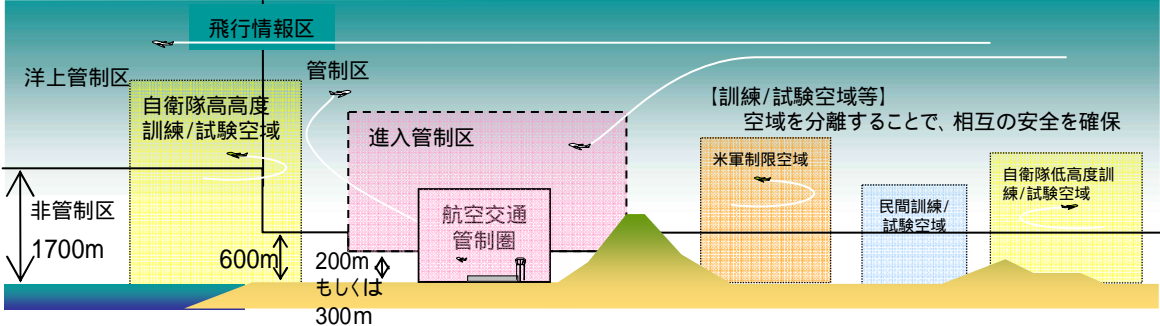 飛行情報区
洋上管制区
管制区
自衛隊高高度
訓練/試験空域
【訓練/試験空域等】
空域を分離することで、相互の安全を確保
進入管制区
米軍制限空域
自衛隊低高度訓
練/試験空域
航空交通
管制圏
民間訓練/
試験空域
非管制区
1700m
600m
200m
もしくは
300m